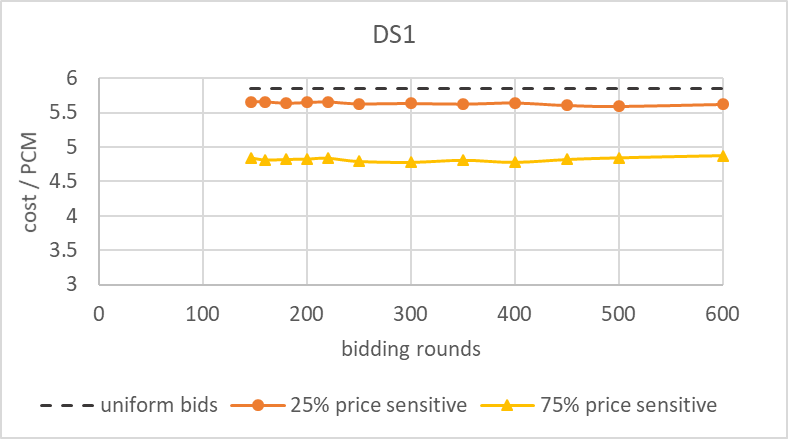 DS1
6
5.5
5
4.5
4
3.5
3
cost / PCM
0 100 200 300 400 500 600
bidding rounds
uniform bids 25% price sensitive 75% price sensitive